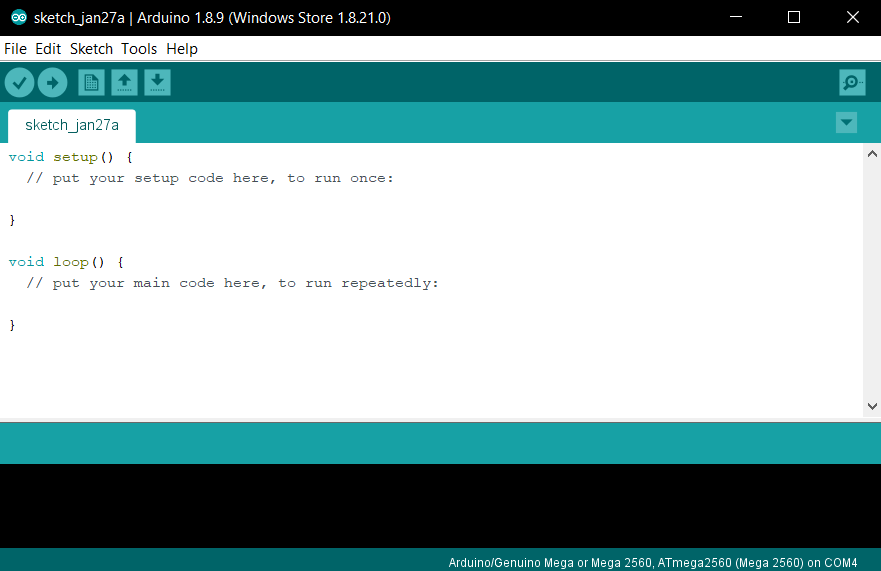 sketch_jan27a | Arduino 1.8.9 (Windows Store 1.8.21.0)
File Edit Sketch Tools Help
sketch_jan27a
void setup() {
  // put your setup code here, to run once:
}
void loop() {
  // put your main code here, to run repeatedly:
}
Arduino/Genuino Mega or Mega 2560, ATmega2560 (Mega 2560) on COM4